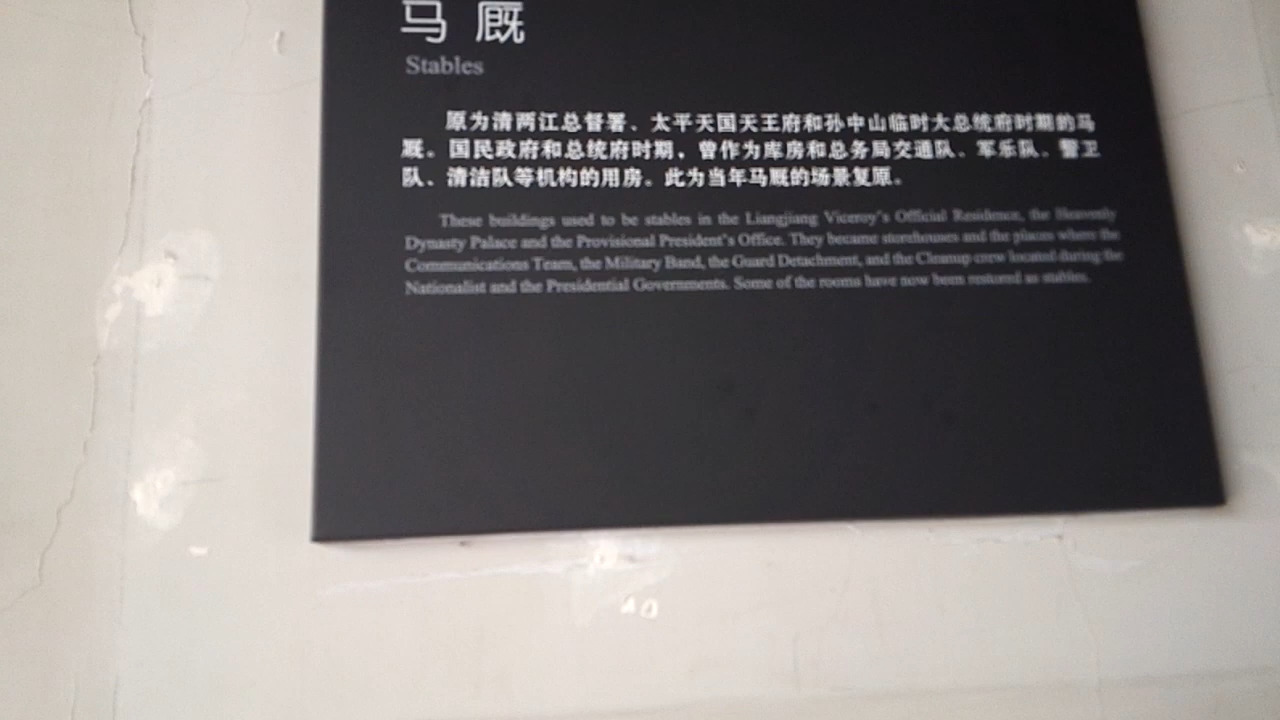 马厩
Stables
原为清两江总督署、太平天国天王府和孙中山临时大总统府时期的马
厩。国民政府和总统府时期，曾作为库房和总务局交通队、军乐队、警卫
队、清洁队等机构的用房。此为当年马厩的场景复原。
These buildings used to be stables in the Liangjiang Viceroy's Official Residence, the Heavenly
Dynasty Palace and the Provisional President's Office. They became storehouses and the places where the
Communications Team, the Military Band, the Guard Detachment, and the Cleanup crew located during the
Nationalist and the Presidential Governments. Some of the rooms have now been restored as stables.